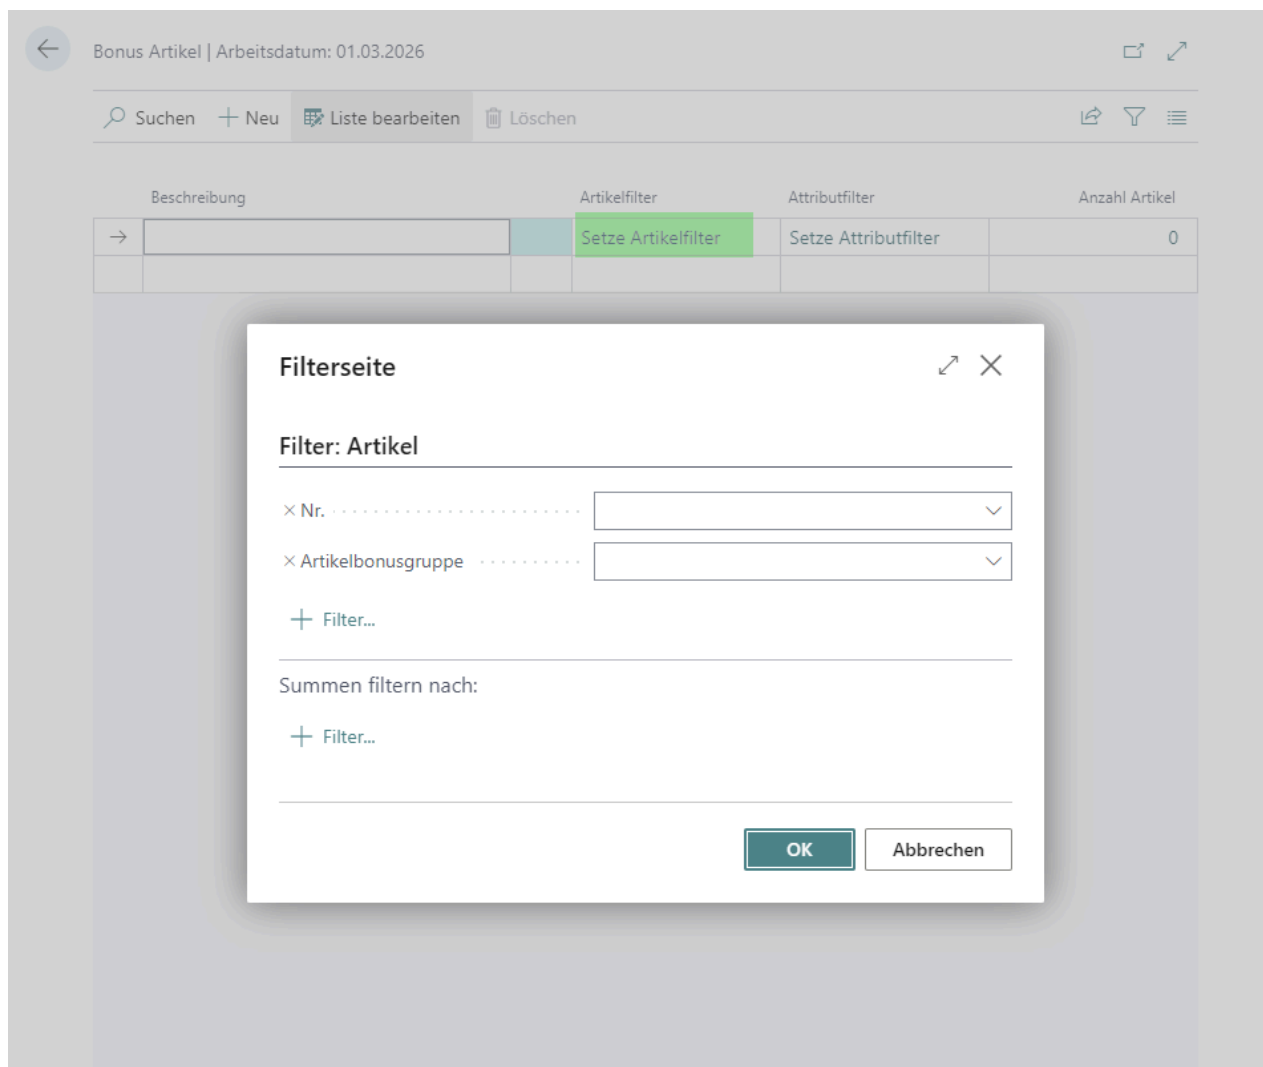 Bonus Artikel | Arbeitsdatum: 01.03.2026
Suchen Neu Liste bearbeiten Löschen
Beschreibung Artikelfilter Attributfilter Anzahl Artikel
Setze Artikelfilter Setze Attributfilter 0
Filterseite
Filter: Artikel
Nr.
Artikelbonusgruppe
Filter...
Summen filtern nach:
Filter...
OK Abbrechen